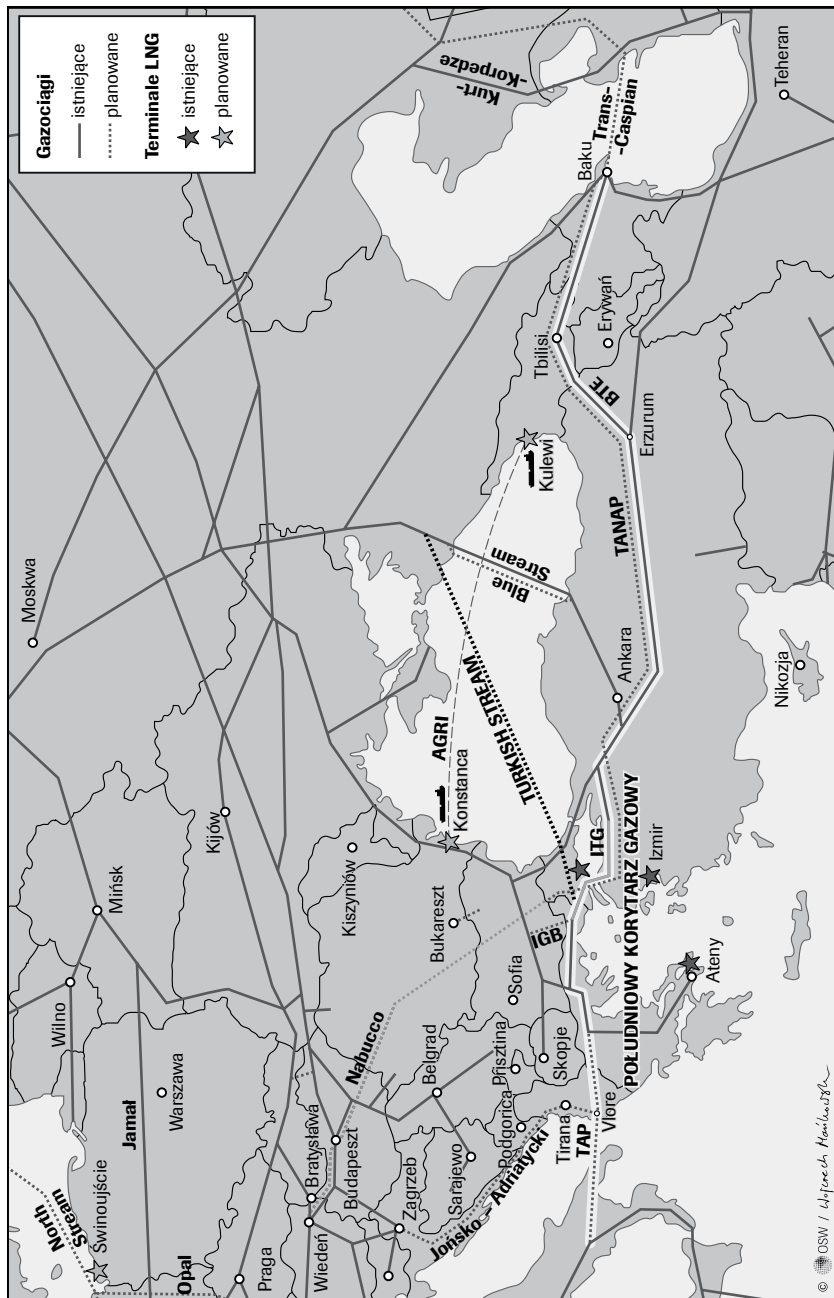 Gazociągi
istniejące
planowane
Terminale LNG
istniejące
planowane
North
Stream
Świnoujście
Opal
Jamał
Praga
Warszawa
Wilno
Mińsk
Moskwa
Kijów
Wiedeń
Bratysława
Budapeszt
Zagrzeb
Nabucco
Kiszyniów
Belgrad
Sarajewo
Bukareszt
Konstanca
AGRI
TURKISH STREAM
Blue
Stream
Kulewi
Jońsko – Adriatycki
Podgorica
Prisztina
Sofia
Skopje
Tirana
TAP
Vlore
IGB
ITG
POŁUDNIOWY KORYTARZ GAZOWY
Izmir
Ateny
Ankara
TANAP
Nikozja
Erzurum
BTE
Tbilisi
Erywań
Baku
Trans-
-Caspian
Kurt-
-Korpedze
Teheran
© OSW / Wojciech Mańkowski